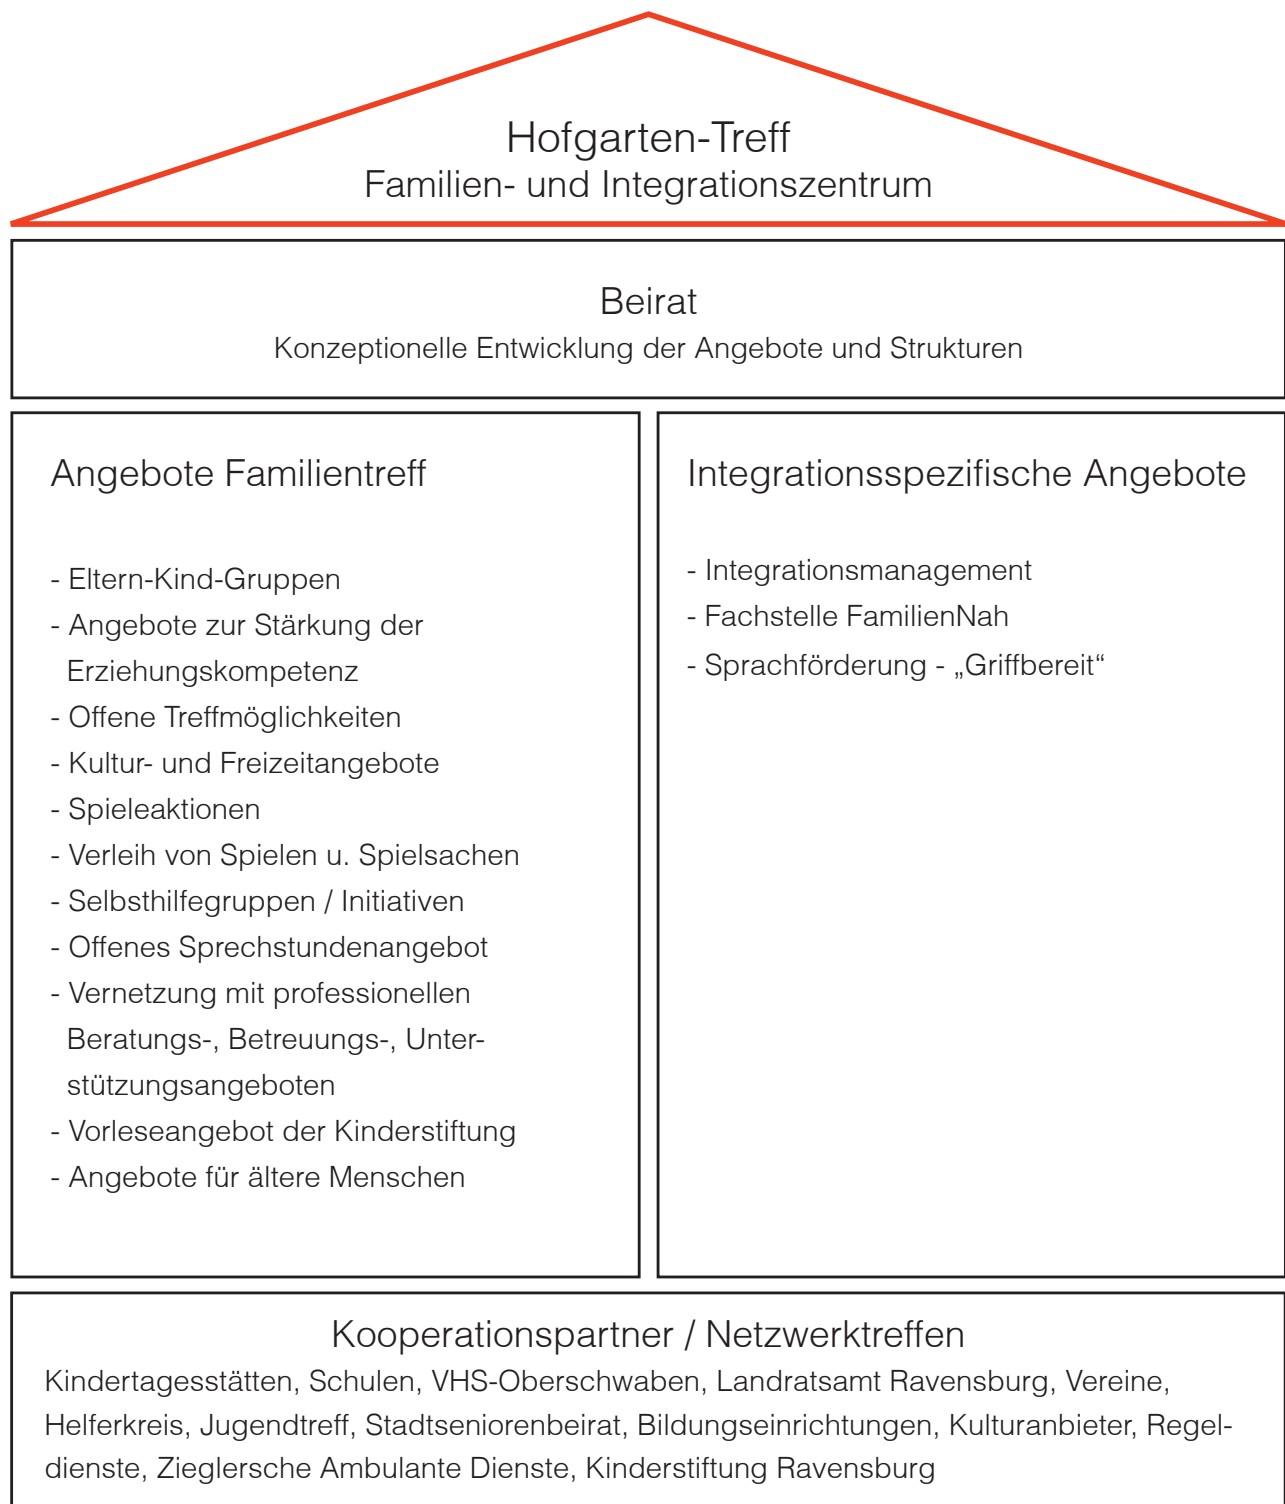 Hofgarten-Treff
Familien- und Integrationszentrum
Beirat
Konzeptionelle Entwicklung der Angebote und Strukturen
Angebote Familientreff
- Eltern-Kind-Gruppen
- Angebote zur Stärkung der
Erziehungskompetenz
- Offene Treffmöglichkeiten
- Kultur- und Freizeitangebote
- Spieleaktionen
- Verleih von Spielen u. Spielsachen
- Selbsthilfegruppen / Initiativen
- Offenes Sprechstundenangebot
- Vernetzung mit professionellen
Beratungs-, Betreuungs-, Unter-
stützungsangeboten
- Vorleseangebot der Kinderstiftung
- Angebote für ältere Menschen
Integrationsspezifische Angebote
- Integrationsmanagement
- Fachstelle FamilienNah
- Sprachförderung - „Griffbereit“
Kooperationspartner / Netzwerktreffen
Kindertagesstätten, Schulen, VHS-Oberschwaben, Landratsamt Ravensburg, Vereine,
Helferkreis, Jugendtreff, Stadtseniorenbeirat, Bildungseinrichtungen, Kulturanbieter, Regel-
dienste, Zieglersche Ambulante Dienste, Kinderstiftung Ravensburg